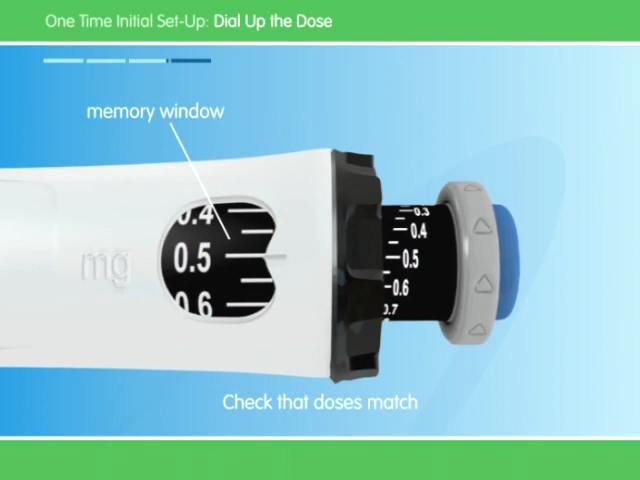 One Time Initial Set-Up: Dial Up the Dose
memory window
0.4
0.5
0.6
mg
0.3
0.4
0.5
0.6
0.7
Check that doses match